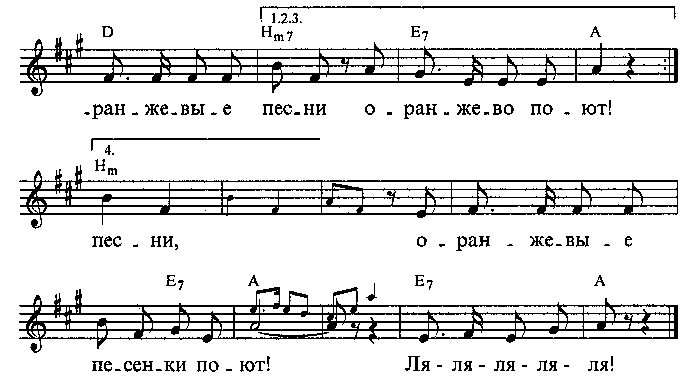 1.2.3.
D Hm7 E7 A
-ран-же-вы-е пес-ни о-ран-же-во по-ют!
4.
Hm
пес-ни, о-ран-же-вы-е
E7 A E7 A
пе-сен-ки по-ют! Ля-ля-ля-ля-ля!